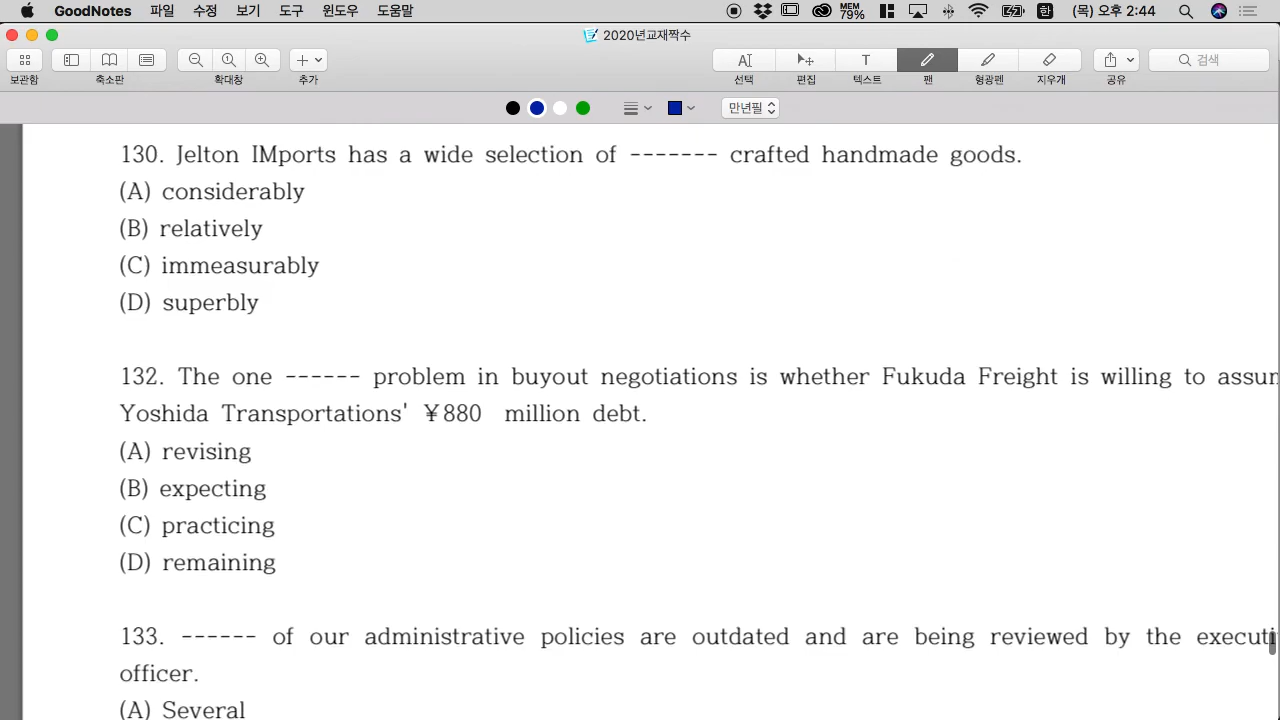 GoodNotes 파일 수정 보기 도구 윈도우 도움말 MEM 79% 한 (목) 오후 2:44
2020년교재짝수
보관함 축소판 확대창 추가 선택 편집 T 텍스트 펜 형광펜 지우개 공유 검색
만년필
130. Jelton IMports has a wide selection of ------- crafted handmade goods.
(A) considerably
(B) relatively
(C) immeasurably
(D) superbly
132. The one ------ problem in buyout negotiations is whether Fukuda Freight is willing to assum
Yoshida Transportations' ¥880 million debt.
(A) revising
(B) expecting
(C) practicing
(D) remaining
133. ------ of our administrative policies are outdated and are being reviewed by the executi
officer.
(A) Several